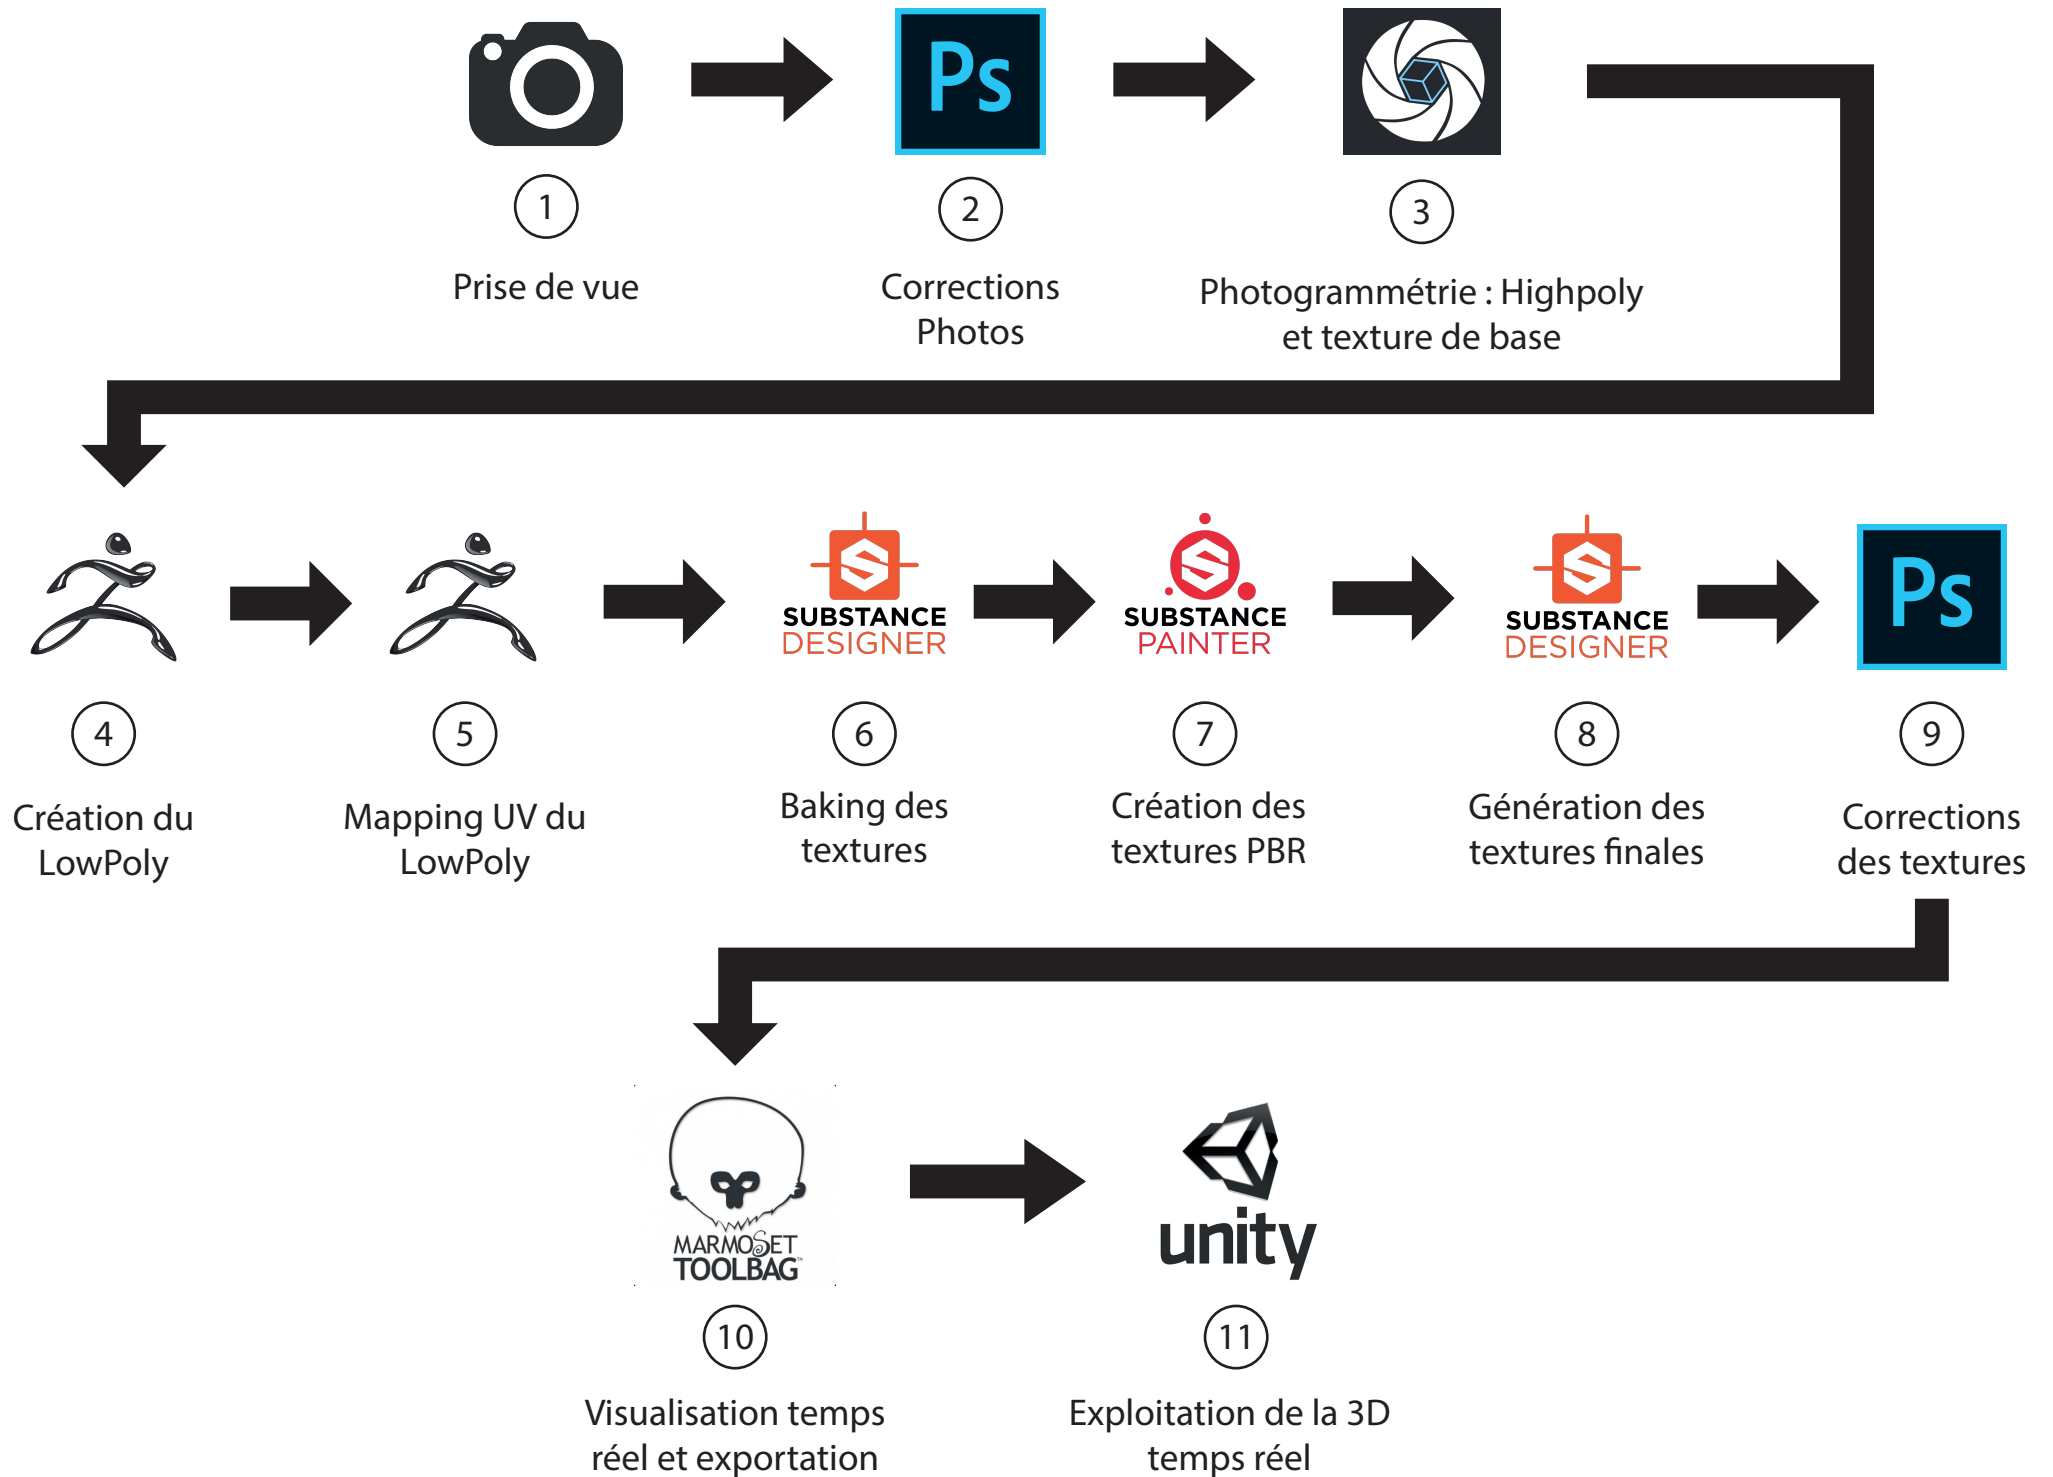 Ps
1
2
3
Prise de vue
Corrections
Photos
Photogrammétrie : Highpoly
et texture de base
SUBSTANCE
DESIGNER
SUBSTANCE
PAINTER
SUBSTANCE
DESIGNER
Ps
4
5
6
7
8
9
Création du
LowPoly
Mapping UV du
LowPoly
Baking des
textures
Création des
textures PBR
Génération des
textures finales
Corrections
des textures
MARMOSET
TOOLBAG™
unity
10
11
Visualisation temps
réel et exportation
Exploitation de la 3D
temps réel